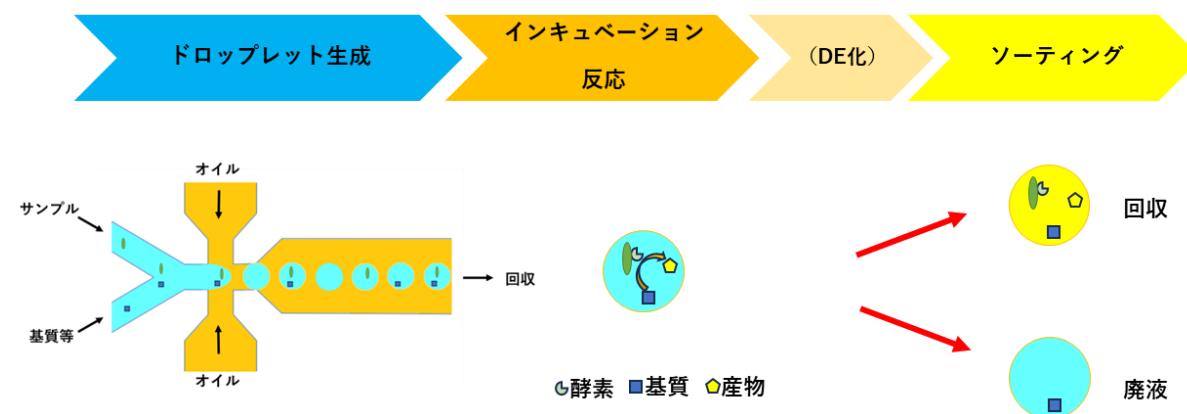 ドロップレット生成
インキュベーション
反応
（DE化）
ソーティング
オイル
サンプル
回収
基質等
オイル
酵素 基質 産物
回収
廃液